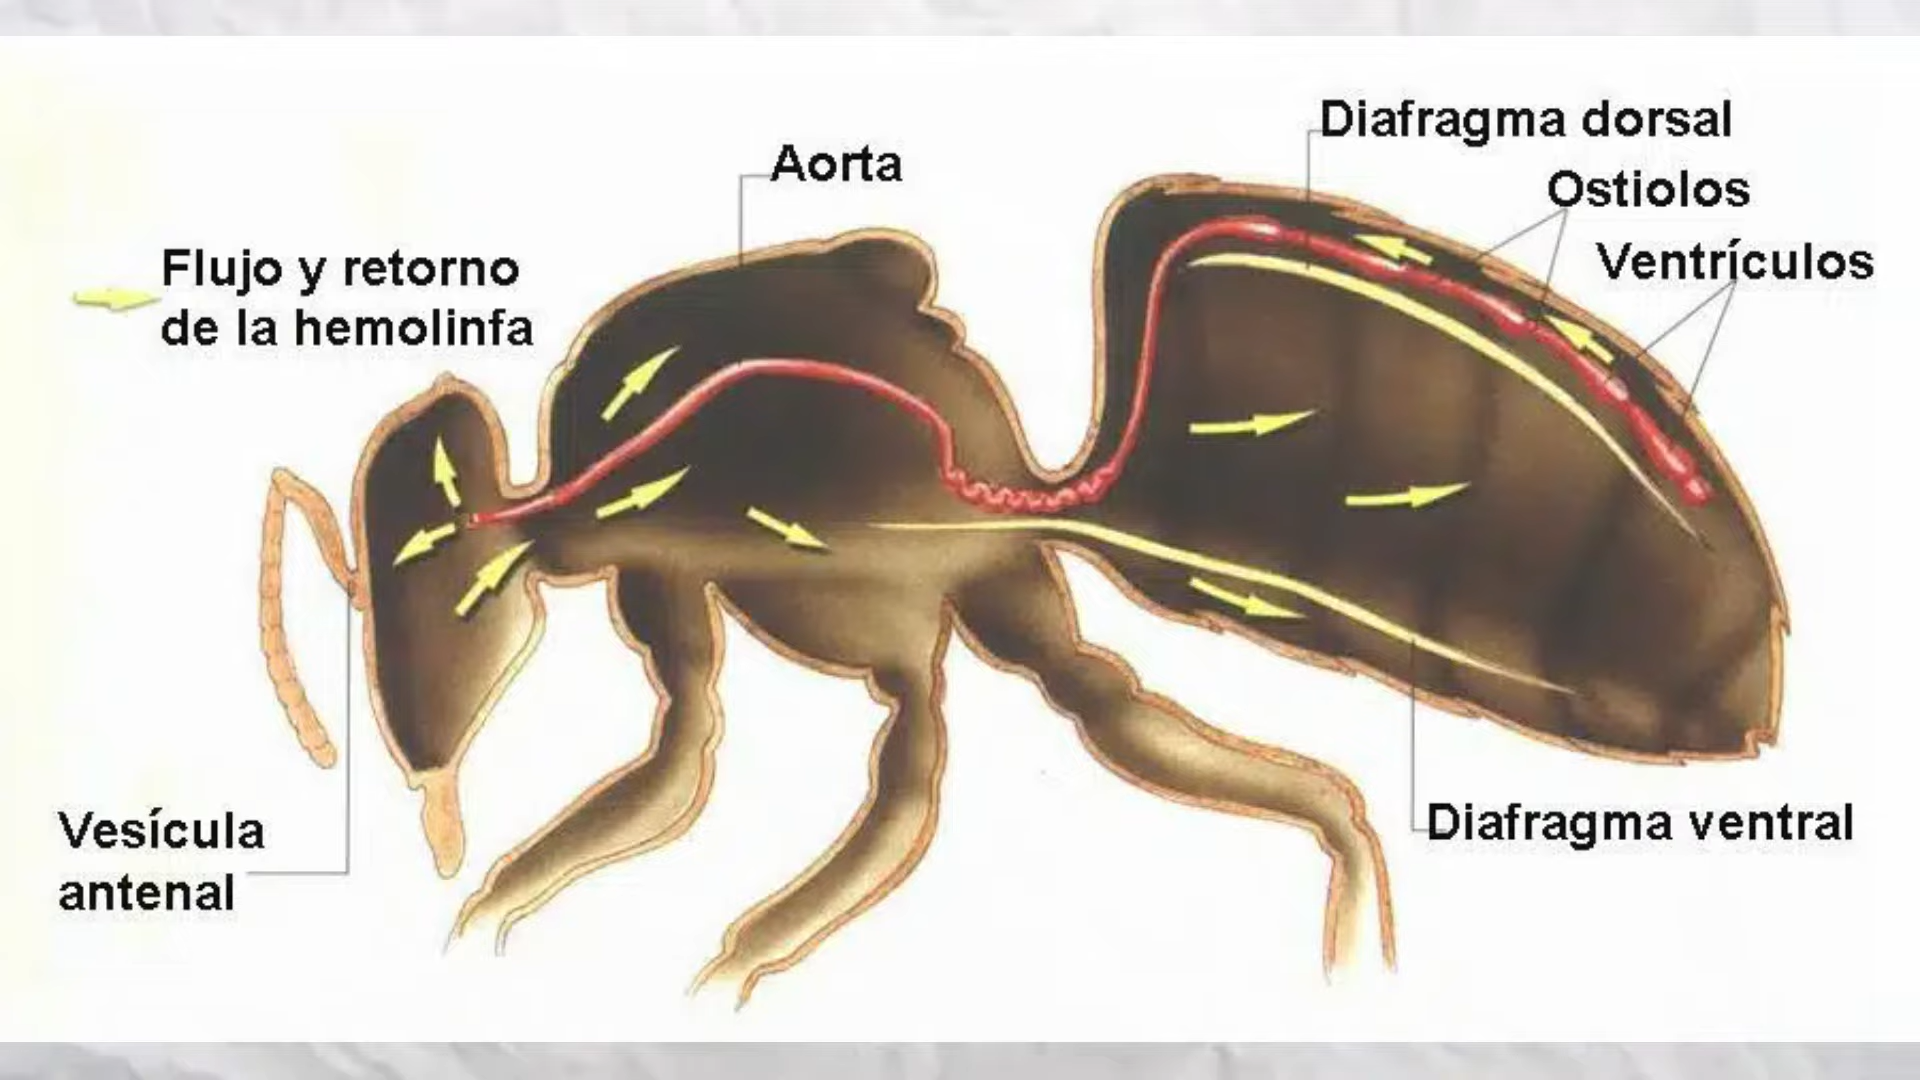 Diafragma dorsal
Aorta
Ostiolos
Ventrículos
Flujo y retorno
de la hemolinfa
Vesícula
antenal
Diafragma ventral